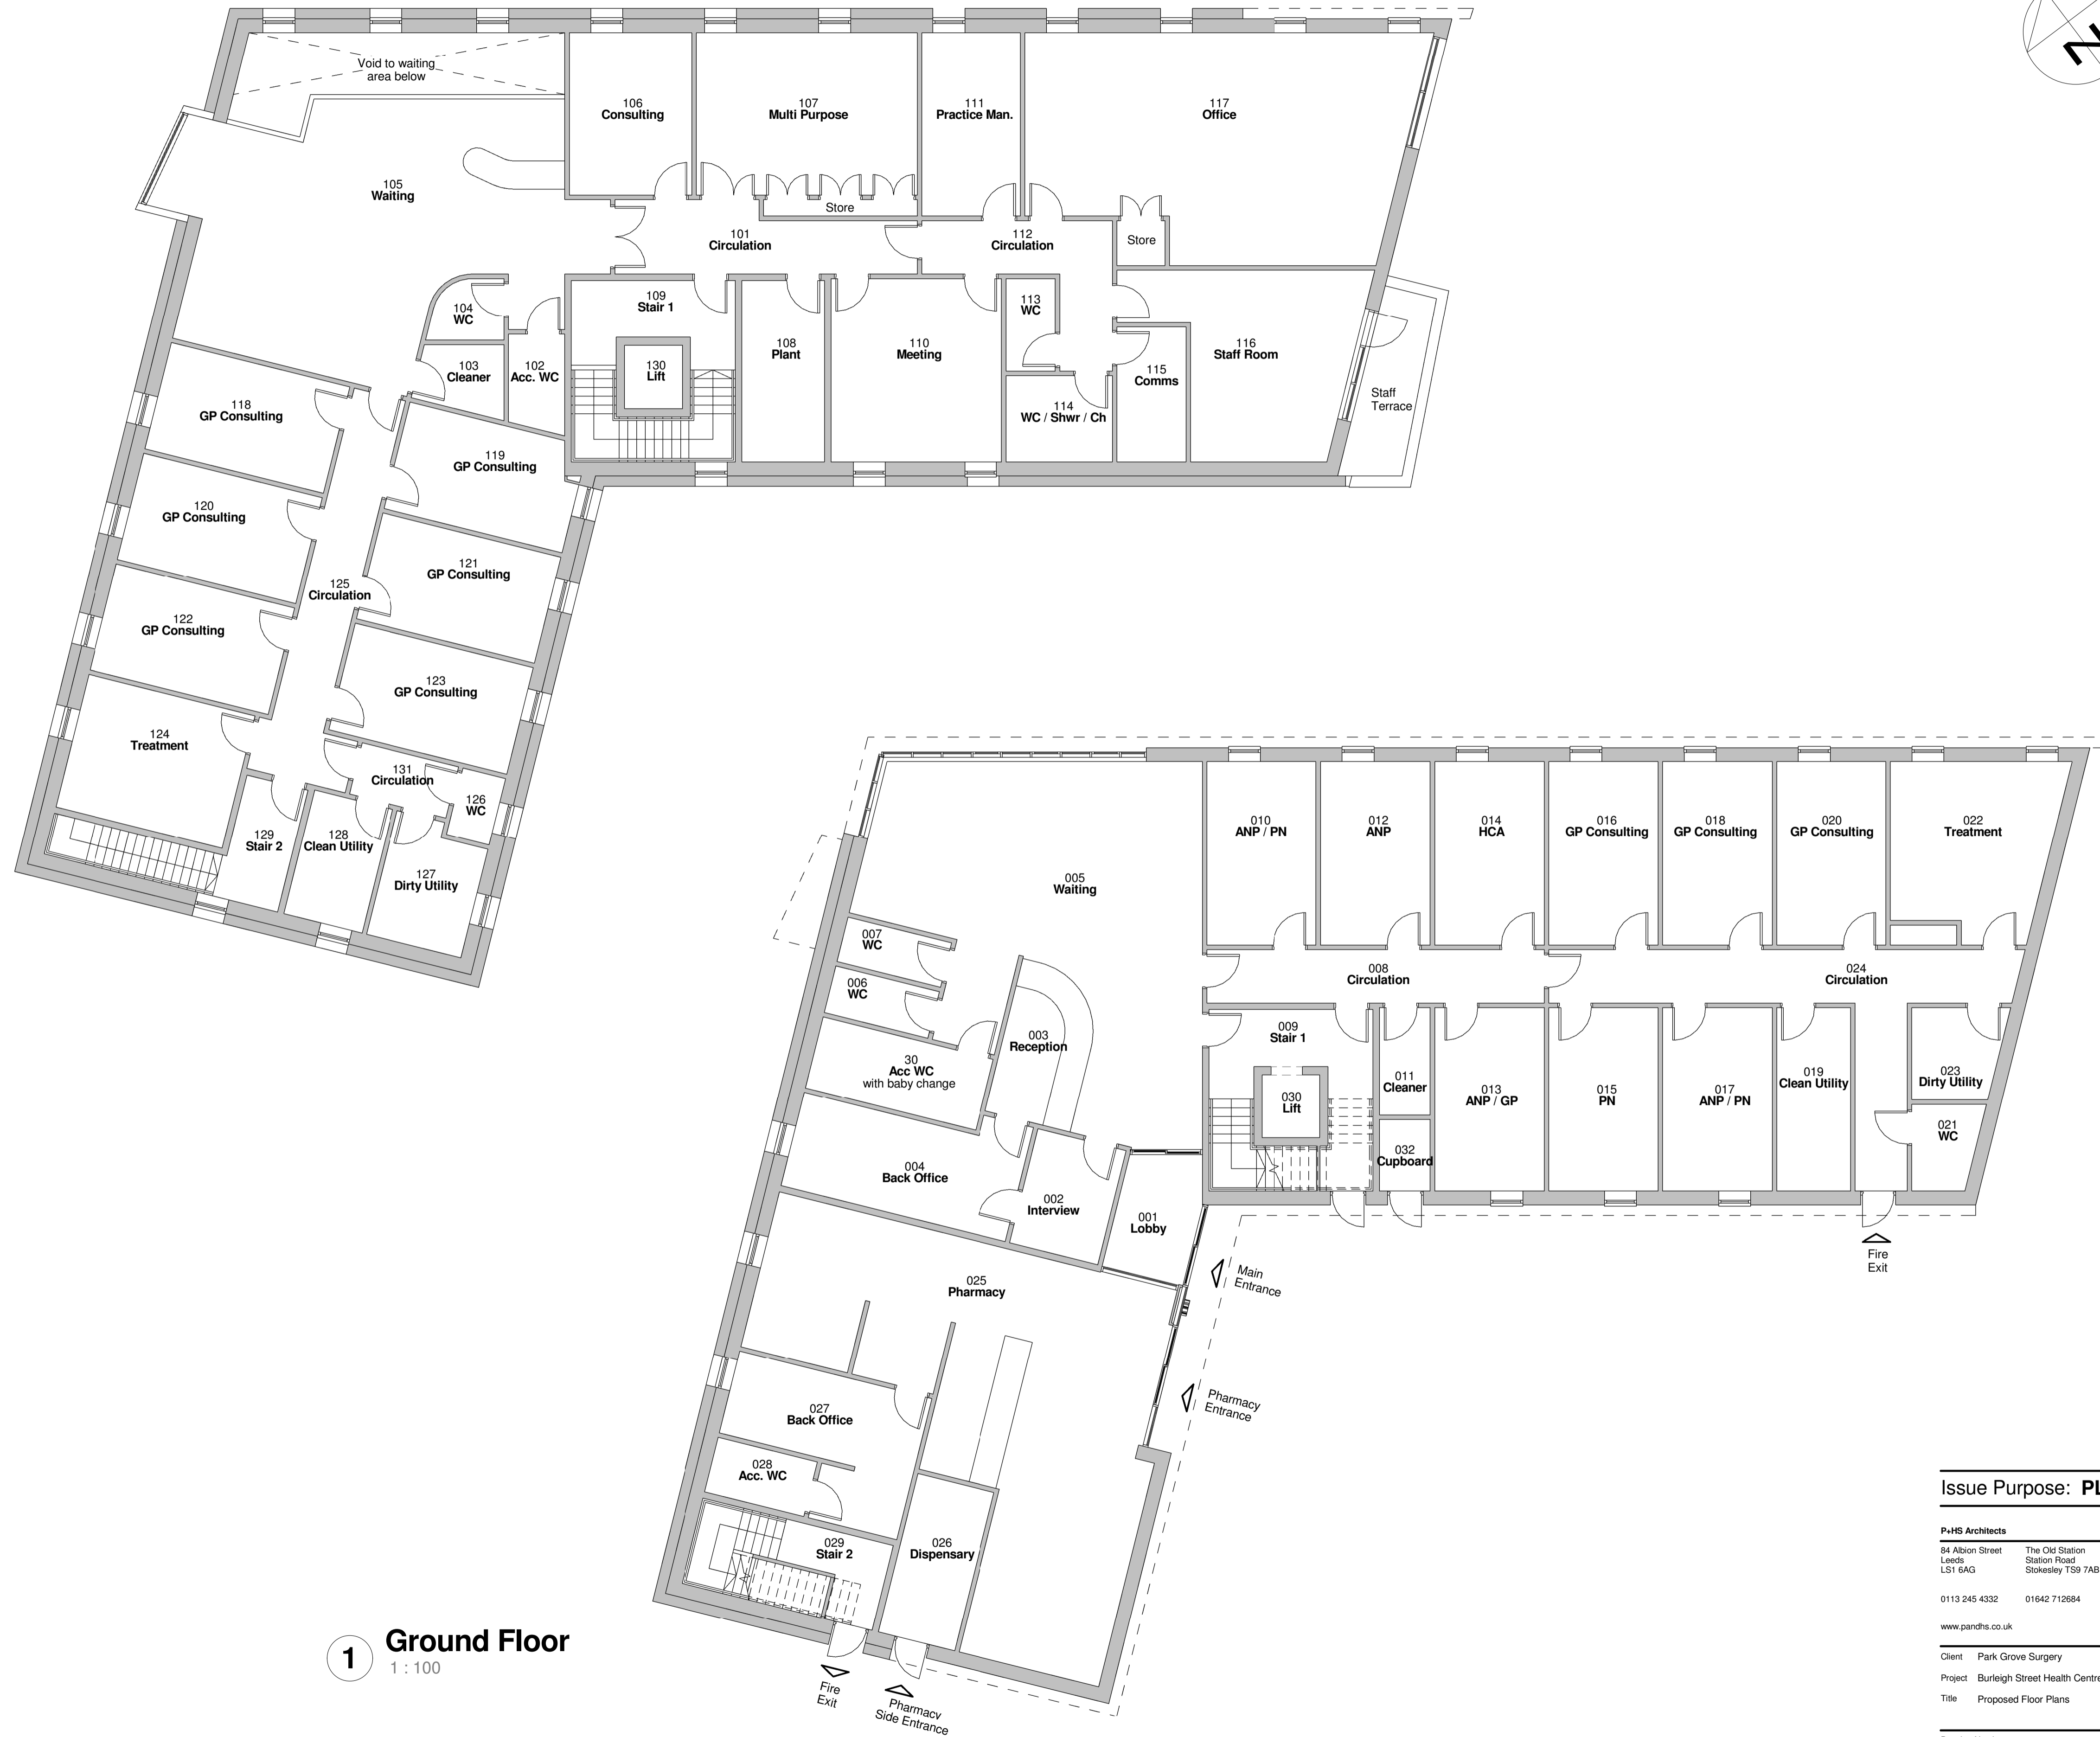 Void to waiting
area below
106
Consulting
107
Multi Purpose
111
Practice Man.
117
Office
105
Waiting
Store
101
Circulation
112
Circulation
Store
104
WC
109
Stair 1
113
WC
103
Cleaner
102
Acc. WC
130
Lift
108
Plant
110
Meeting
116
Staff Room
115
Comms
114
WC / Shwr / Ch
Staff
Terrace
118
GP Consulting
119
GP Consulting
120
GP Consulting
121
GP Consulting
125
Circulation
122
GP Consulting
123
GP Consulting
124
Treatment
131
Circulation
126
WC
129
Stair 2
128
Clean Utility
127
Dirty Utility
N
010
ANP / PN
012
ANP
014
HCA
016
GP Consulting
018
GP Consulting
020
GP Consulting
022
Treatment
005
Waiting
007
WC
006
WC
008
Circulation
024
Circulation
003
Reception
009
Stair 1
30
Acc WC
with baby change
011
Cleaner
030
Lift
013
ANP / GP
015
PN
017
ANP / PN
019
Clean Utility
023
Dirty Utility
021
WC
032
Cupboard
004
Back Office
002
Interview
001
Lobby
Fire
Exit
Main
Entrance
025
Pharmacy
Pharmacy
Entrance
027
Back Office
028
Acc. WC
029
Stair 2
026
Dispensary
Fire
Exit
Pharmacy
Side Entrance
1
Ground Floor
1 : 100
Issue Purpose: PL
P+HS Architects
84 Albion Street
Leeds
LS1 6AG
The Old Station
Station Road
Stokesley TS9 7AB
0113 245 4332
01642 712684
www.pandhs.co.uk
Client Park Grove Surgery
Project Burleigh Street Health Centre
Title Proposed Floor Plans